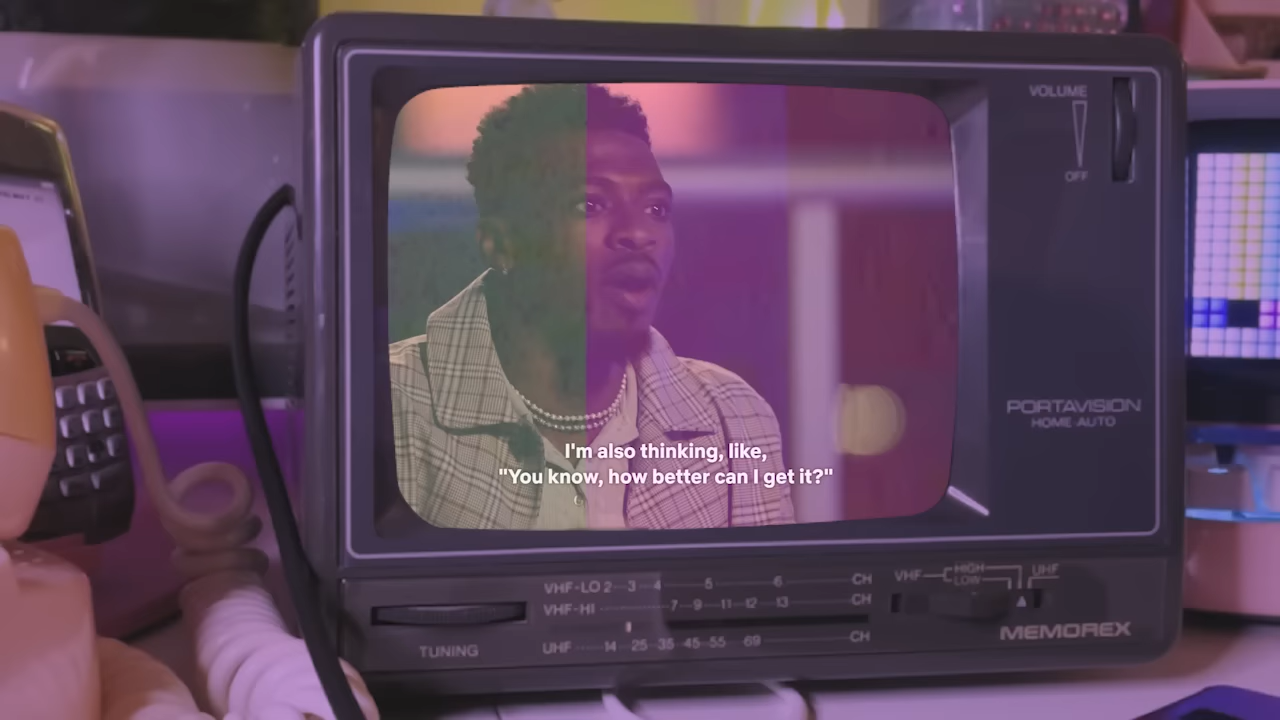 VOLUME
OFF
I'm also thinking, like,
"You know, how better can I get it?"
PORTAVISION
HOME·AUTO
VHF-LO 2 3 4 5 6 CH
VHF-HI 7 9 11 12 13 CH
UHF 14 25 35 45 55 69 CH
TUNING
VHF HIGH LOW UHF
MEMOREX